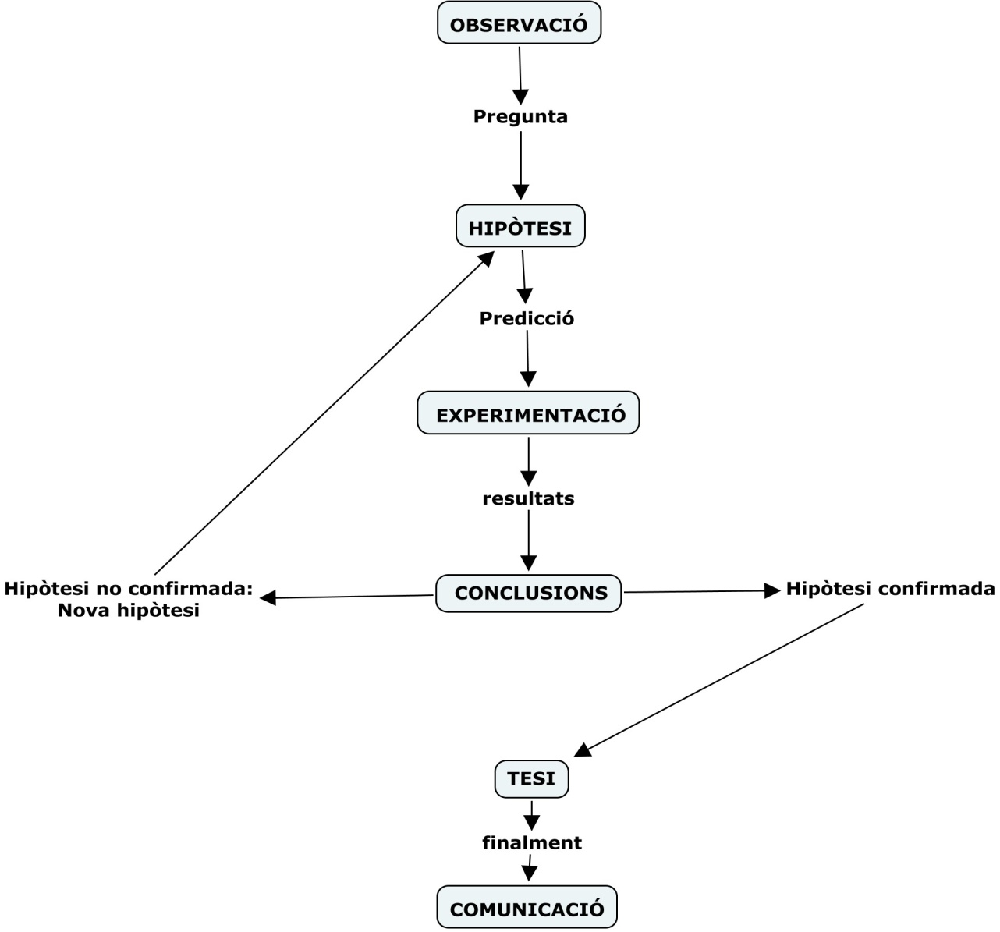 OBSERVACIÓ
Pregunta
HIPÒTESI
Predicció
EXPERIMENTACIÓ
resultats
Hipòtesi no confirmada:
Nova hipòtesi
CONCLUSIONS
Hipòtesi confirmada
TESI
finalment
COMUNICACIÓ